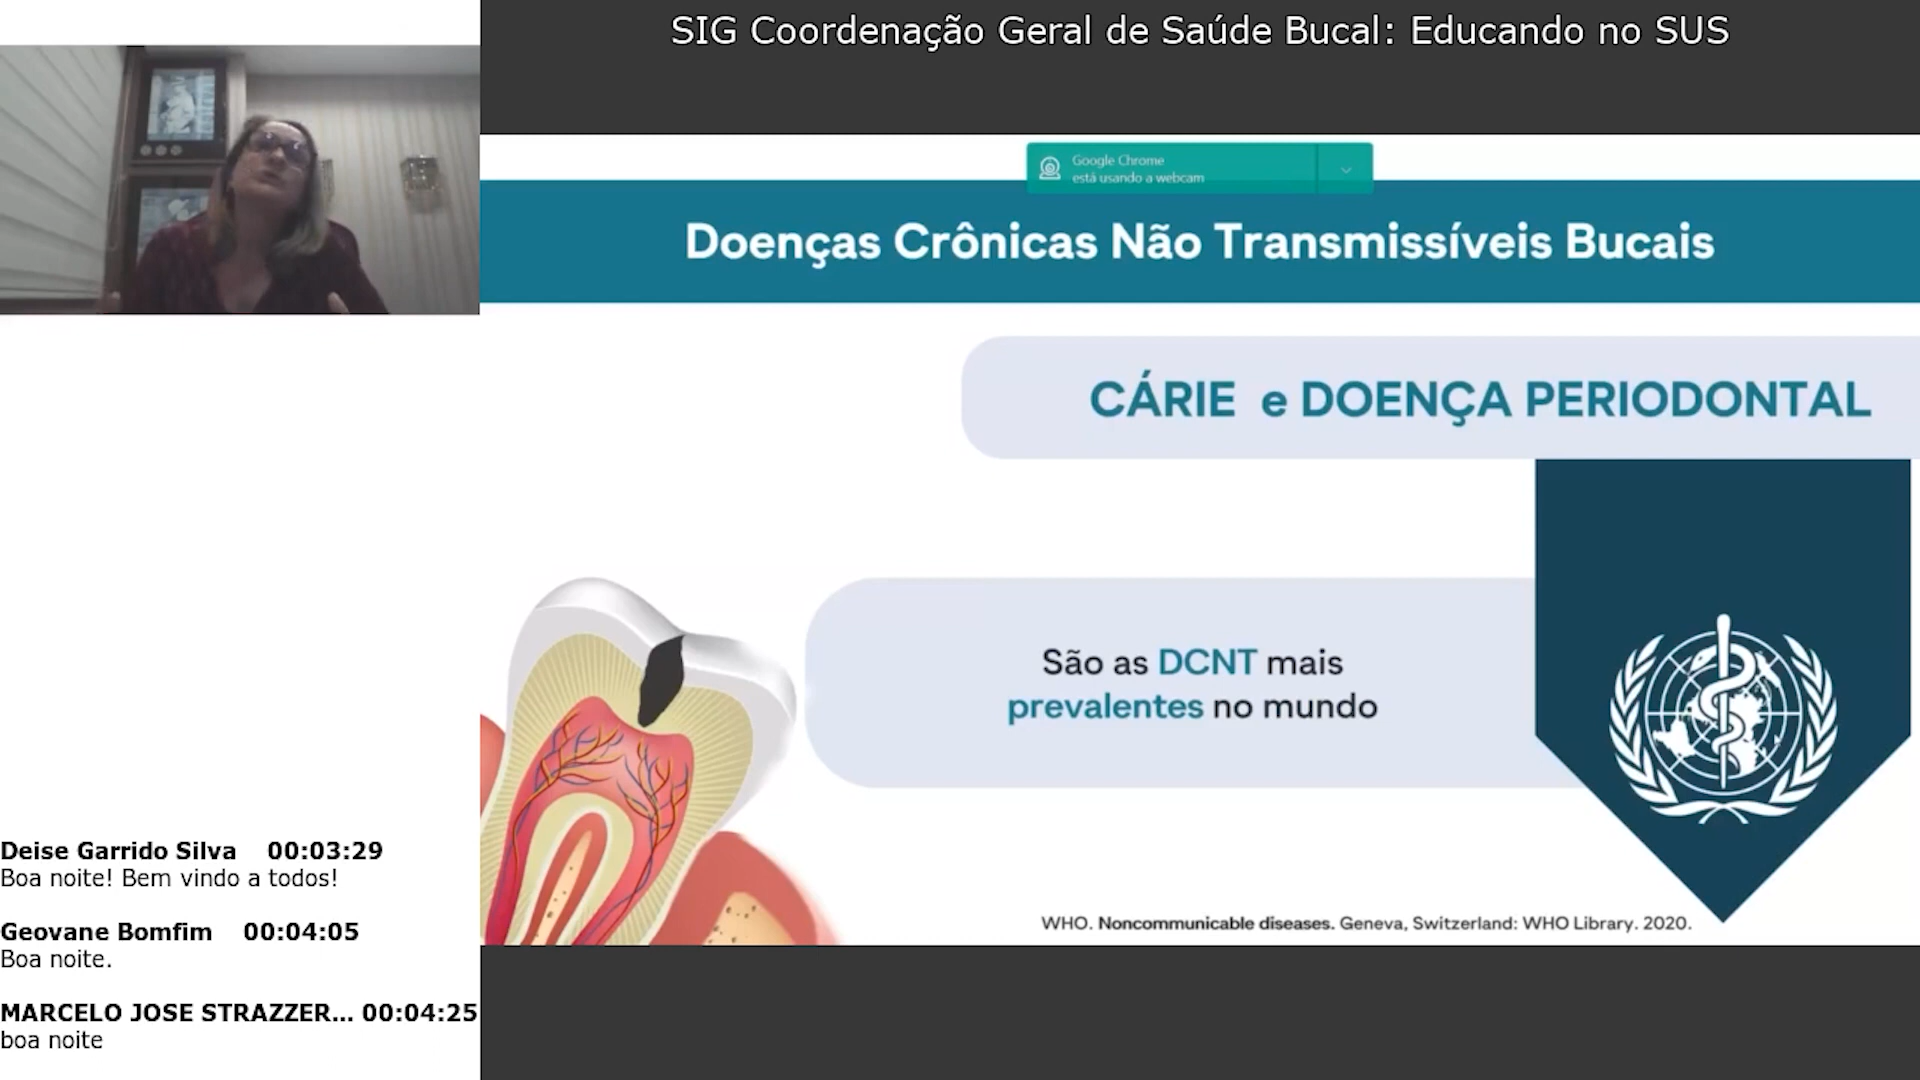 SIG Coordenação Geral de Saúde Bucal: Educando no SUS
Google Chrome
está usando a webcam
Doenças Crônicas Não Transmissíveis Bucais
CÁRIE e DOENÇA PERIODONTAL
São as DCNT mais
prevalentes no mundo
WHO. Noncommunicable diseases. Geneva, Switzerland: WHO Library. 2020.
Deise Garrido Silva 00:03:29
Boa noite! Bem vindo a todos!
Geovane Bomfim 00:04:05
Boa noite.
MARCELO JOSE STRAZZER... 00:04:25
boa noite